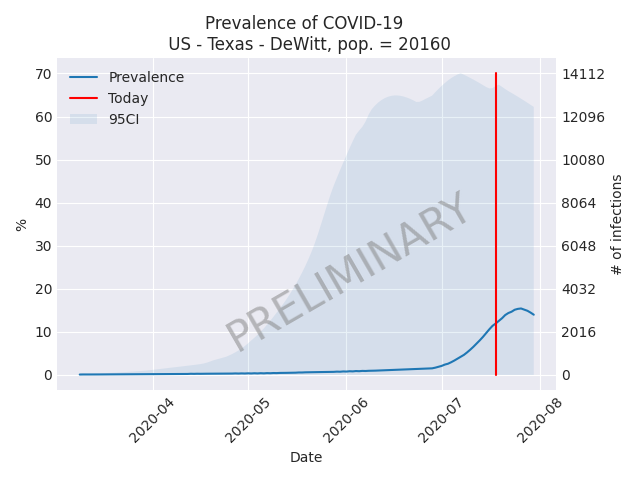 Prevalence of COVID-19
US - Texas - DeWitt, pop. = 20160
Prevalence
Today
95CI
70
60
50
40
30
20
10
0
14112
12096
10080
8064
6048
4032
2016
0
%
# of infections
PRELIMINARY
2020-04
2020-05
2020-06
2020-07
2020-08
Date